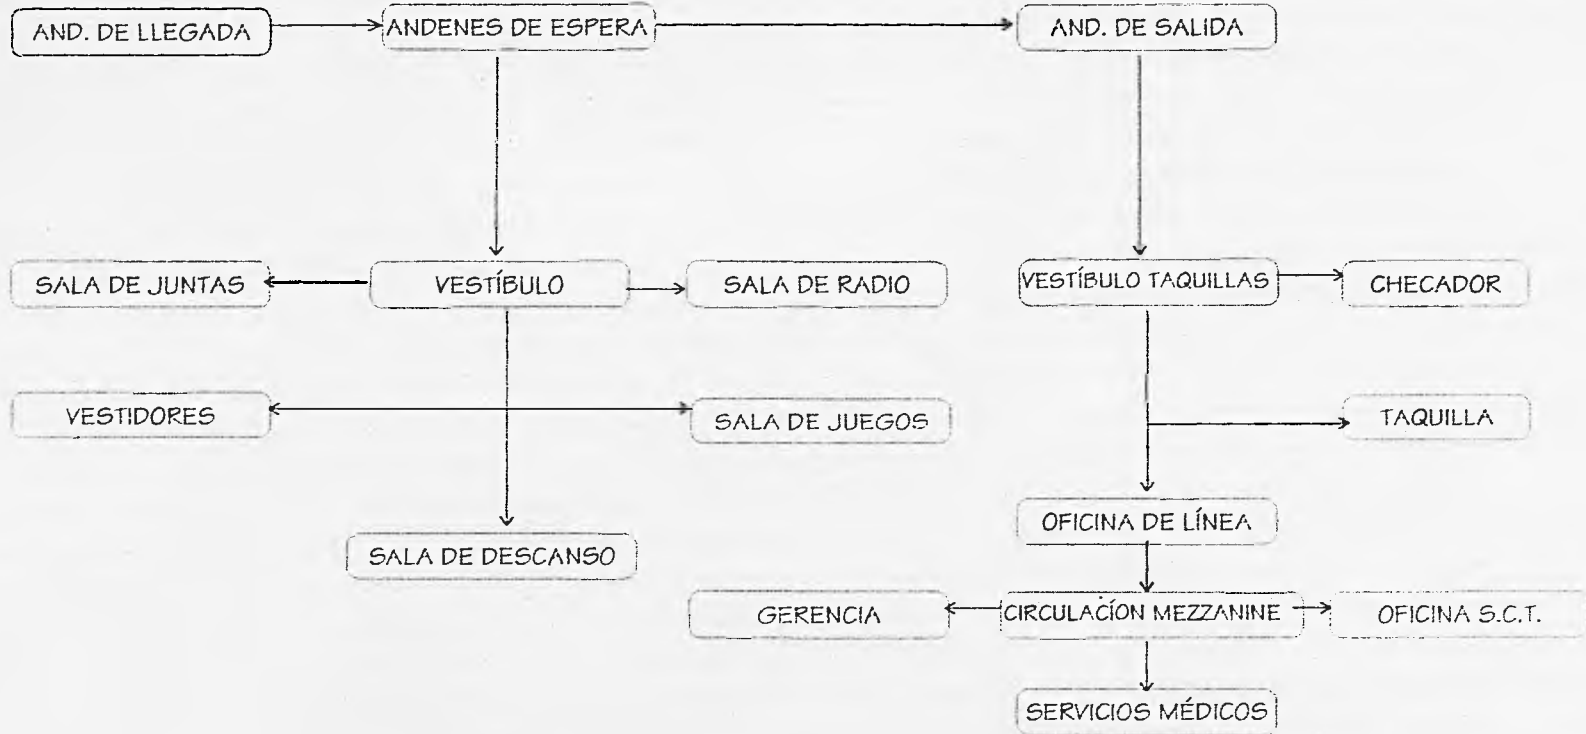 AND. DE LLEGADA
ANDENES DE ESPERA
AND. DE SALIDA
SALA DE JUNTAS
VESTÍBULO
SALA DE RADIO
VESTÍBULO TAQUILLAS
CHECADOR
VESTIDORES
SALA DE JUEGOS
TAQUILLA
OFICINA DE LÍNEA
SALA DE DESCANSO
GERENCIA
CIRCULACÍON MEZZANINE
OFICINA S.C.T.
SERVICIOS MÉDICOS